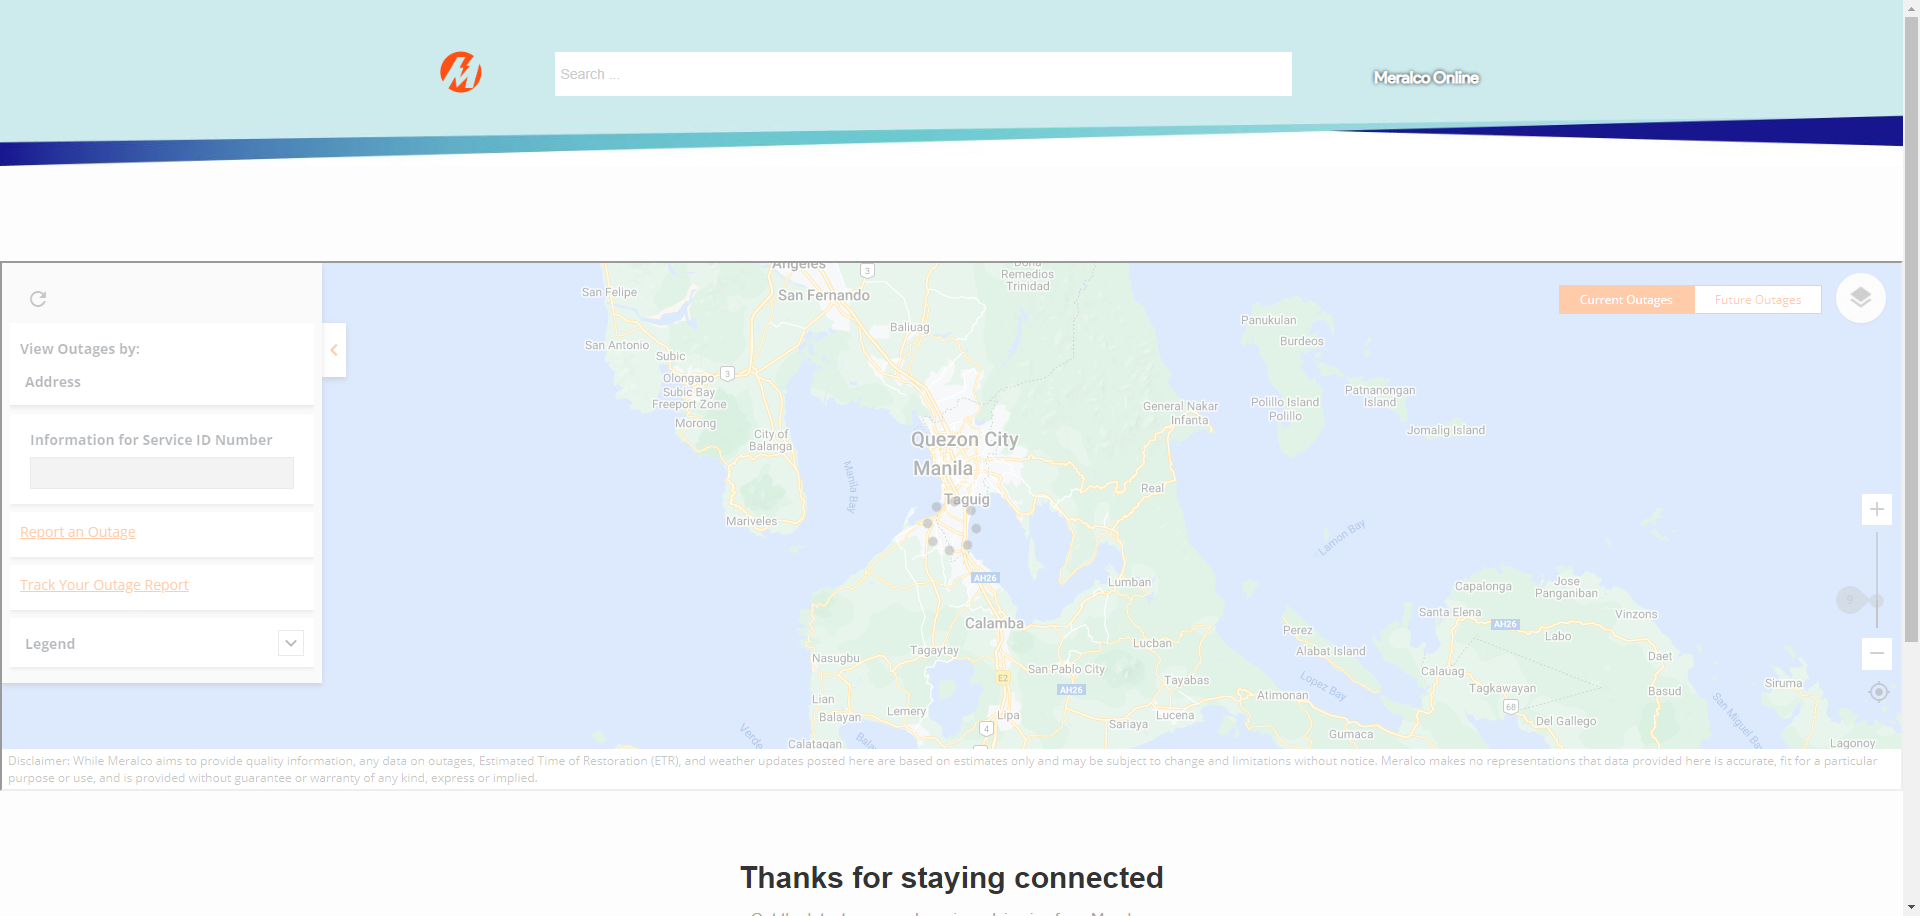 Search ...
Meralco Online
Current Outages
Future Outages
View Outages by:
Address
Information for Service ID Number
Report an Outage
Track Your Outage Report
Legend
Angeles
3
Dona
Remedios
Trinidad
San Felipe
San Fernando
Panukulan
Baliuag
Burdeos
San Antonio
Subic
Olongapo
3
Subic Bay
Freeport Zone
Patnanongan
Island
Polillo Island
Polillo
General Nakar
Infanta
Morong
City of
Balanga
Jomalig Island
Quezon City
Manila
Manila Bay
Real
Taguig
Mariveles
Lamon Bay
AH26
Lumban
Capalonga
Jose
Panganiban
9
Santa Elena
Vinzons
Calamba
AH26
Perez
Labo
Lucban
Alabat Island
Tagaytay
Nasugbu
Daet
San Pablo City
Calauag
E2
Tayabas
Lopez Bay
AH26
Tagkawayan
Basud
Siruma
Atimonan
Lian
68
San Miguel Bay
Lemery
Lipa
Lucena
Balayan
Sariaya
Del Gallego
Verde
4
Gumaca
Calatagan
Lagonoy
Disclaimer: While Meralco aims to provide quality information, any data on outages, Estimated Time of Restoration (ETR), and weather updates posted here are based on estimates only and may be subject to change and limitations without notice. Meralco makes no representations that data provided here is accurate, fit for a particular
purpose or use, and is provided without guarantee or warranty of any kind, express or implied.
Thanks for staying connected